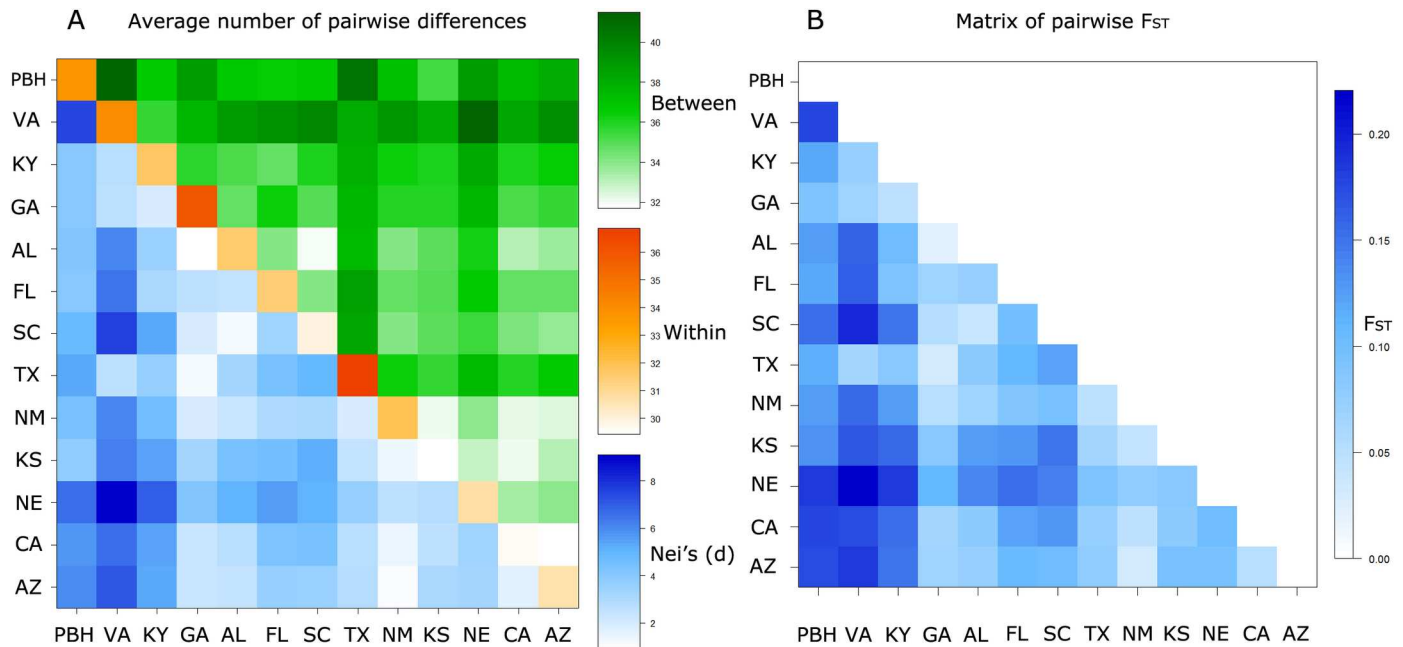 A Average number of pairwise differences
PBH
VA
KY
GA
AL
FL
SC
TX
NM
KS
NE
CA
AZ
PBH VA KY GA AL FL SC TX NM KS NE CA AZ
40
38
36
34
32
Between
36
35
34
33
32
31
30
Within
8
6
4
2
Nei's (d)
B Matrix of pairwise FST
PBH
VA
KY
GA
AL
FL
SC
TX
NM
KS
NE
CA
AZ
PBH VA KY GA AL FL SC TX NM KS NE CA AZ
FST
0.20
0.15
0.10
0.05
0.00